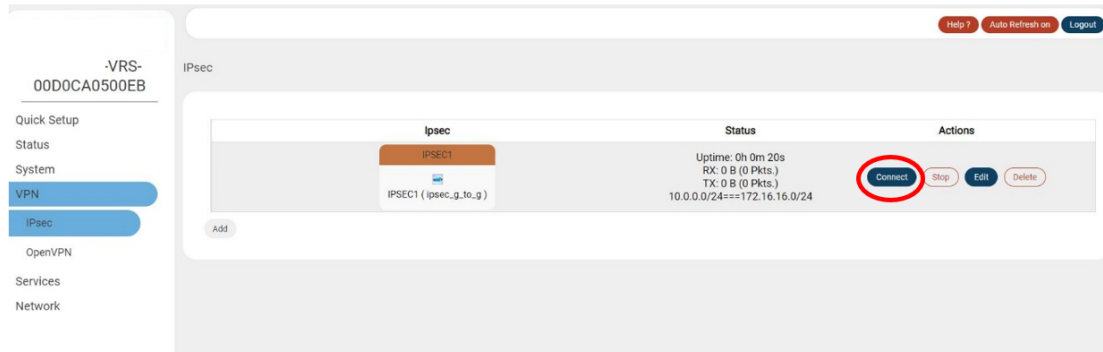 Help ? Auto Refresh on Logout
-VRS-
00D0CA0500EB
IPsec
Quick Setup
Status
System
VPN
IPsec
OpenVPN
Services
Network
Ipsec Status Actions
IPSEC1
IPSEC1 ( ipsec_g_to_g )
Uptime: 0h 0m 20s
RX: 0 B (0 Pkts.)
TX: 0 B (0 Pkts.)
10.0.0.0/24===172.16.16.0/24
Connect Stop Edit Delete
Add